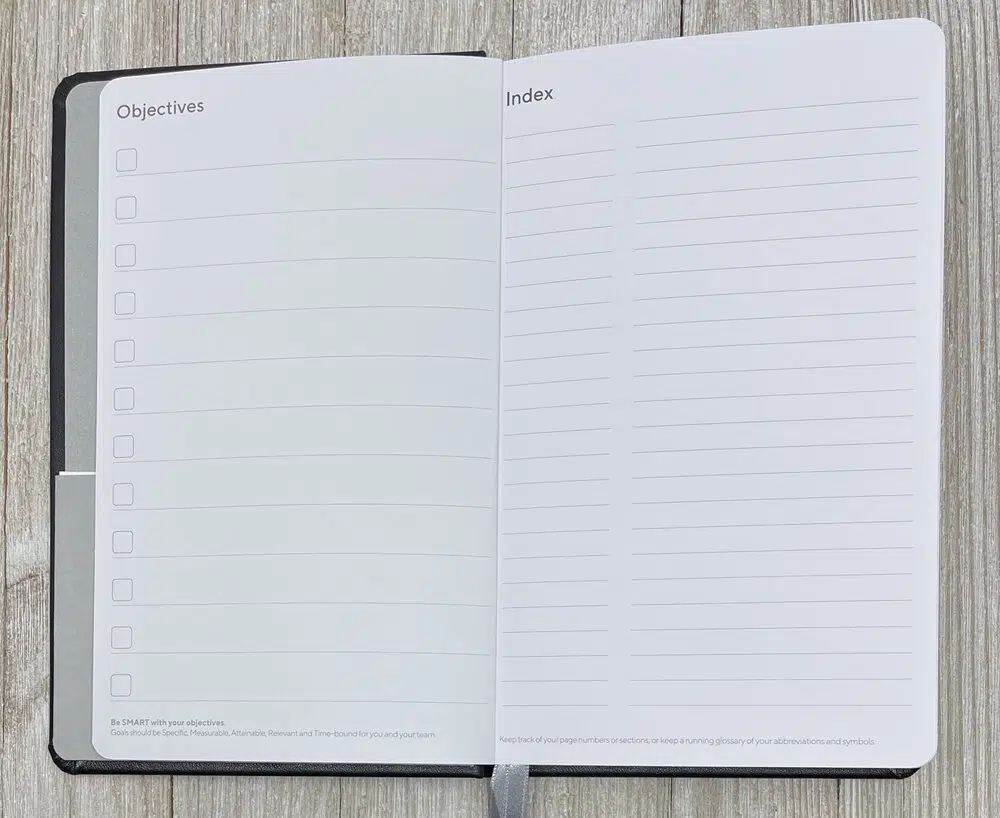 Objectives
Be SMART with your objectives.
Goals should be Specific, Measurable, Attainable, Relevant and Time-bound for you and your team.
Index
Keep track of your page numbers or sections, or keep a running glossary of your abbreviations and symbols.